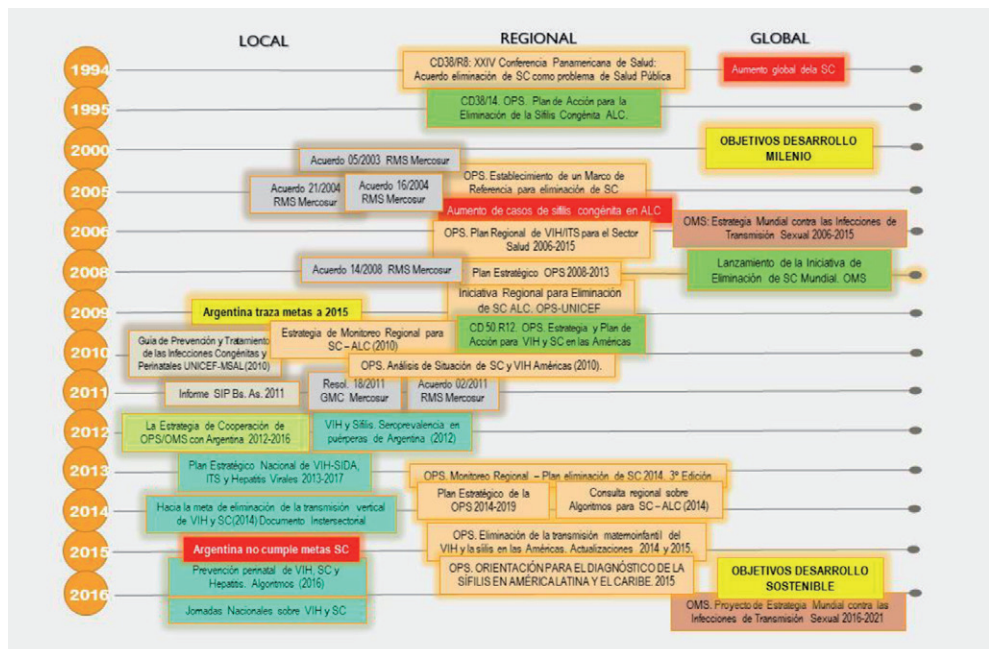 LOCAL
REGIONAL
GLOBAL
1994
CD38/R8: XXIV Conferencia Panamericana de Salud:
Acuerdo eliminación de SC como problema de Salud Pública
Aumento global dela SC
1995
CD38/14. OPS. Plan de Acción para la
Eliminación de la Sífilis Congénita ALC.
2000
OBJETIVOS DESARROLLO
MILENIO
Acuerdo 05/2003 RMS Mercosur
2005
Acuerdo 21/2004
RMS Mercosur
Acuerdo 16/2004
RMS Mercosur
OPS. Establecimiento de un Marco de
Referencia para eliminación de SC
Aumento de casos de sífilis congénita en ALC
2006
OPS. Plan Regional de VIH/ITS para el Sector
Salud 2006-2015
OMS: Estrategia Mundial contra las Infecciones de
Transmisión Sexual 2006-2015
2008
Acuerdo 14/2008 RMS Mercosur
Plan Estratégico OPS 2008-2013
Lanzamiento de la Iniciativa de
Eliminación de SC Mundial. OMS
2009
Argentina traza metas a 2015
Iniciativa Regional para Eliminación
de SC ALC. OPS-UNICEF
CD50.R12. OPS. Estrategia y Plan de
Acción para VIH y SC en las Américas
2010
Guía de Prevención y Tratamiento
de las Infecciones Congénitas y
Perinatales UNICEF-MSAL(2010)
Estrategia de Monitoreo Regional para
SC – ALC (2010)
OPS. Análisis de Situación de SC y VIH Américas (2010).
2011
Informe SIP Bs. As. 2011
Resol. 18/2011
GMC Mercosur
Acuerdo 02/2011
RMS Mercosur
2012
La Estrategia de Cooperación de
OPS/OMS con Argentina 2012-2016
VIH y Sífilis. Seroprevalencia en
puérperas de Argentina (2012)
2013
Plan Estratégico Nacional de VIH-SIDA,
ITS y Hepatitis Virales 2013-2017
OPS. Monitoreo Regional – Plan eliminación de SC 2014. 3ª Edición
2014
Hacia la meta de eliminación de la transmisión vertical
de VIH y SC(2014) Documento Instersectorial
Plan Estratégico de la
OPS 2014-2019
Consulta regional sobre
Algoritmos para SC – ALC (2014)
2015
Argentina no cumple metas SC
OPS. Eliminación de la transmisión maternoinfantil del
VIH y la sífilis en las Américas. Actualizaciones 2014 y 2015.
2016
Prevención perinatal de VIH, SC y
Hepatitis. Algoritmos (2016)
OPS. ORIENTACIÓN PARA EL DIAGNÓSTICO DE LA
SÍFILIS EN AMÉRICA LATINA Y EL CARIBE. 2015
OBJETIVOS DESARROLLO
SOSTENIBLE
Jornadas Nacionales sobre VIH y SC
OMS. Proyecto de Estrategia Mundial contra las
Infecciones de Transmisión Sexual 2016-2021